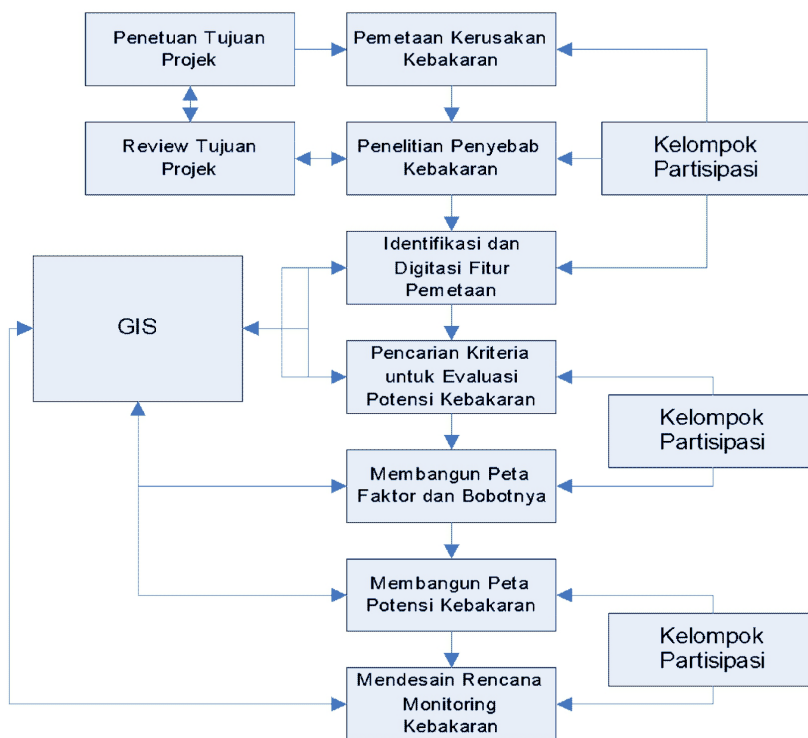 Penetuan Tujuan
Projek
Pemetaan Kerusakan
Kebakaran
Review Tujuan
Projek
Penelitian Penyebab
Kebakaran
Kelompok
Partisipasi
Identifikasi dan
Digitasi Fitur
Pemetaan
GIS
Pencarian Kriteria
untuk Evaluasi
Potensi Kebakaran
Kelompok
Partisipasi
Membangun Peta
Faktor dan Bobotnya
Membangun Peta
Potensi Kebakaran
Kelompok
Partisipasi
Mendesain Rencana
Monitoring
Kebakaran